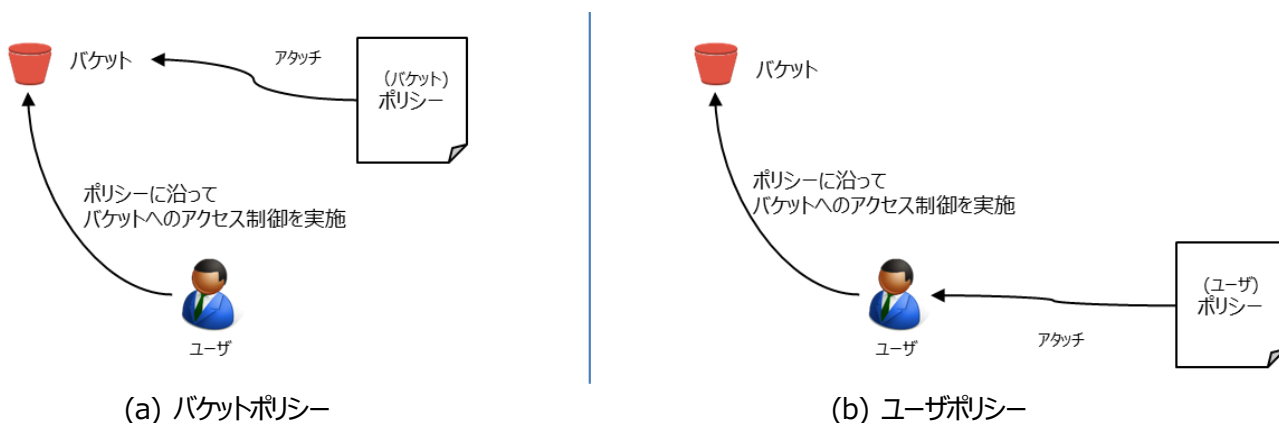 バケット
アタッチ
(バケット)
ポリシー
ポリシーに沿って
バケットへのアクセス制御を実施
ユーザ
(a) バケットポリシー
バケット
ポリシーに沿って
バケットへのアクセス制御を実施
(ユーザ)
ポリシー
アタッチ
ユーザ
(b) ユーザポリシー